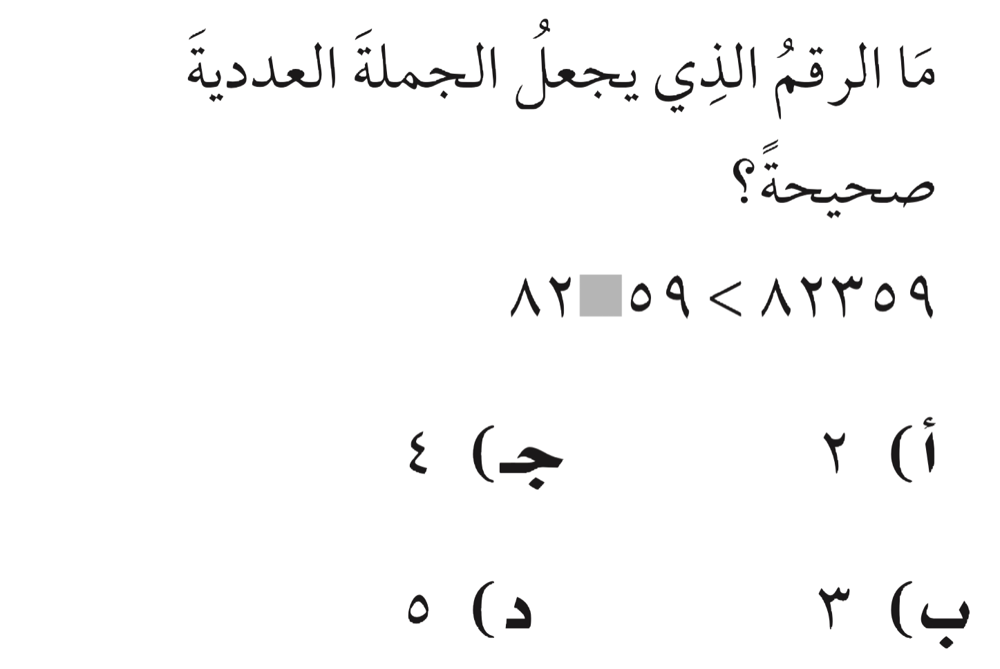 مَا الرقمُ الذِي يجعلُ الجملةَ العدديةَ
صحيحةً؟
٨٢■٥٩ < ٨٢٣٥٩
أ) ٢ جـ) ٤
ب) ٣ د) ٥